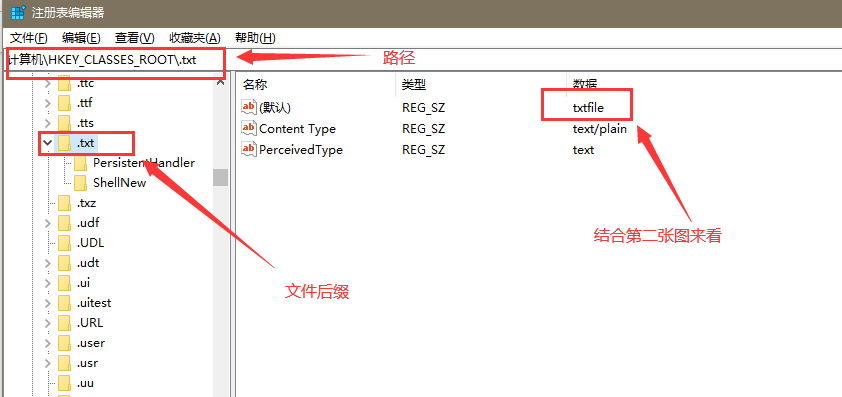 注册表编辑器
文件(F) 编辑(E) 查看(V) 收藏夹(A) 帮助(H)
计算机\HKEY_CLASSES_ROOT\.txt
路径
.ttc
.ttf
.tts
.txt
PersistentHandler
ShellNew
.txz
.udf
.UDL
.udt
.ui
.uitest
.URL
.user
.usr
.uu
名称 类型 数据
ab (默认) REG_SZ txtfile
ab Content Type REG_SZ text/plain
ab PerceivedType REG_SZ text
结合第二张图来看
文件后缀